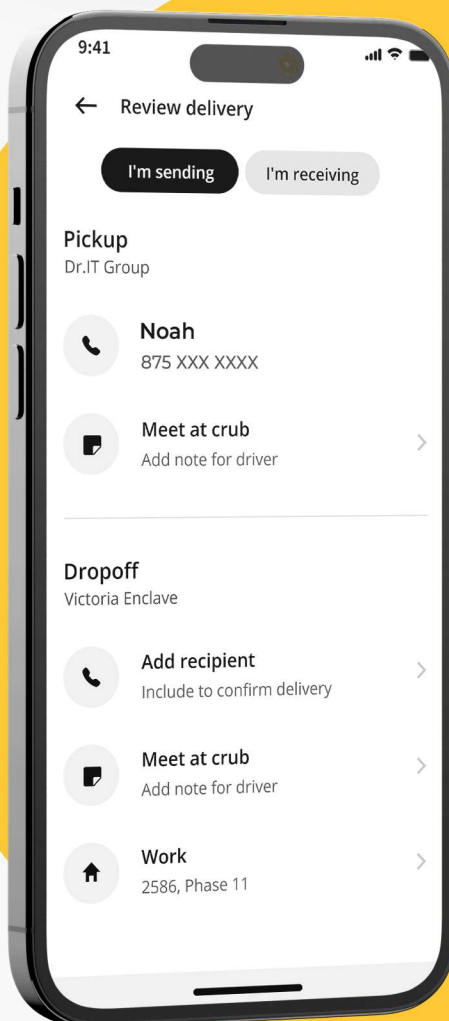 9:41
Review delivery
I'm sending
I'm receiving
Pickup
Dr.IT Group
Noah
875 XXX XXXX
Meet at crub
Add note for driver
Dropoff
Victoria Enclave
Add recipient
Include to confirm delivery
Meet at crub
Add note for driver
Work
2586, Phase 11